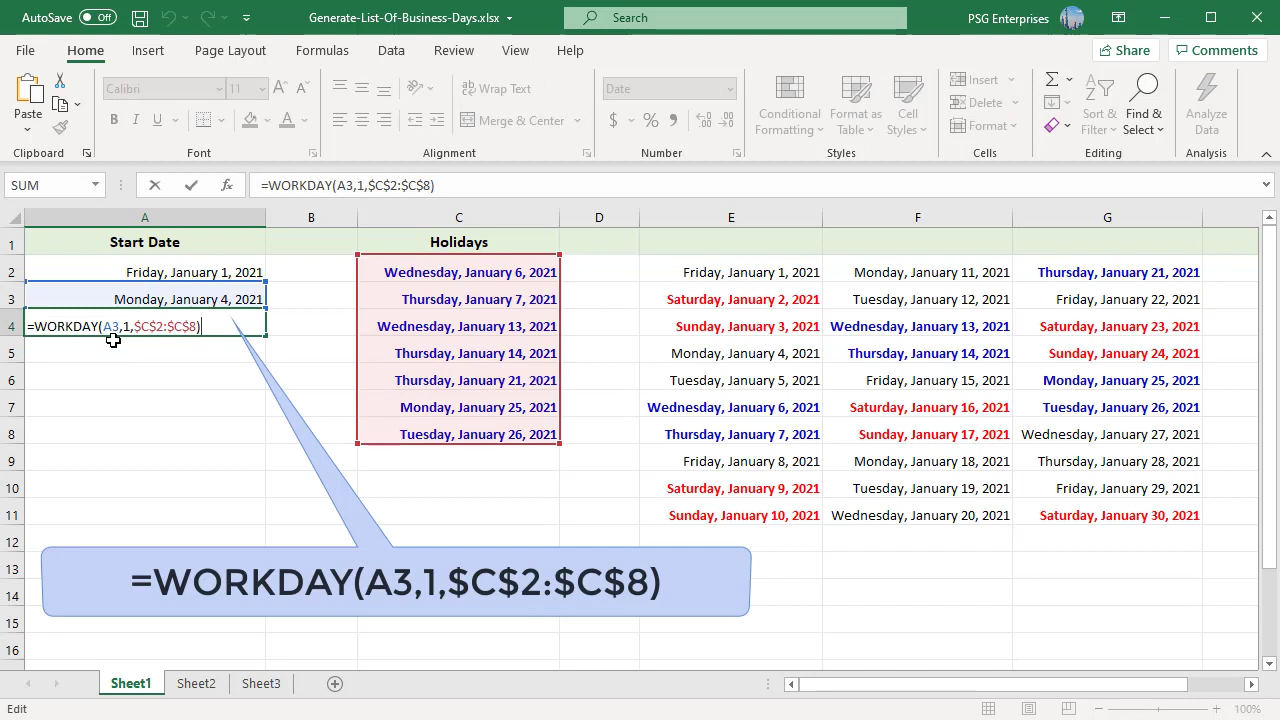 AutoSave Off Generate-List-Of-Business-Days.xlsx Search PSG Enterprises
File Home Insert Page Layout Formulas Data Review View Help Share Comments
Paste Calibri 11 Wrap Text Date Conditional Formatting Format as Table Cell Styles Insert Sort & Filter Find & Select Analyze Data
B I U Merge & Center $ % Delete
Format
Clipboard Font Alignment Number Styles Cells Editing Analysis
SUM fx =WORKDAY(A3,1,$C$2:$C$8)
A B C D E F G
1 Start Date Holidays
2 Friday, January 1, 2021 Wednesday, January 6, 2021 Friday, January 1, 2021 Monday, January 11, 2021 Thursday, January 21, 2021
3 Monday, January 4, 2021 Thursday, January 7, 2021 Saturday, January 2, 2021 Tuesday, January 12, 2021 Friday, January 22, 2021
4 =WORKDAY(A3,1,$C$2:$C$8) Wednesday, January 13, 2021 Sunday, January 3, 2021 Wednesday, January 13, 2021 Saturday, January 23, 2021
5 Thursday, January 14, 2021 Monday, January 4, 2021 Thursday, January 14, 2021 Sunday, January 24, 2021
6 Thursday, January 21, 2021 Tuesday, January 5, 2021 Friday, January 15, 2021 Monday, January 25, 2021
7 Monday, January 25, 2021 Wednesday, January 6, 2021 Saturday, January 16, 2021 Tuesday, January 26, 2021
8 Tuesday, January 26, 2021 Thursday, January 7, 2021 Sunday, January 17, 2021 Wednesday, January 27, 2021
9 Friday, January 8, 2021 Monday, January 18, 2021 Thursday, January 28, 2021
10 Saturday, January 9, 2021 Tuesday, January 19, 2021 Friday, January 29, 2021
11 Sunday, January 10, 2021 Wednesday, January 20, 2021 Saturday, January 30, 2021
12
13
=WORKDAY(A3,1,$C$2:$C$8)
14
15
16
Sheet1 Sheet2 Sheet3
Edit 100%